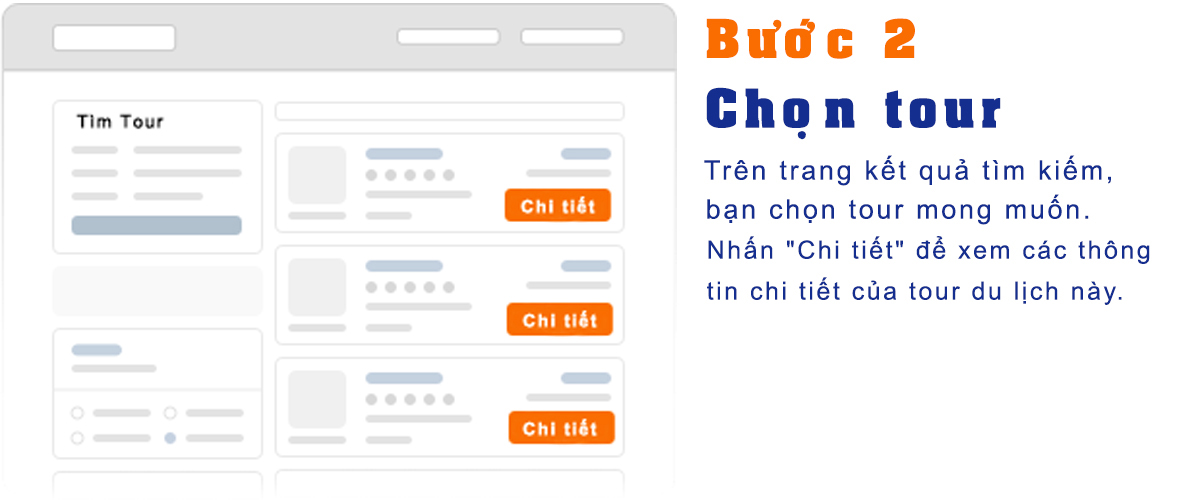 Tìm Tour
Chi tiết
Chi tiết
Chi tiết
Bước 2
Chọn tour
Trên trang kết quả tìm kiếm,
bạn chọn tour mong muốn.
Nhấn "Chi tiết" để xem các thông
tin chi tiết của tour du lịch này.